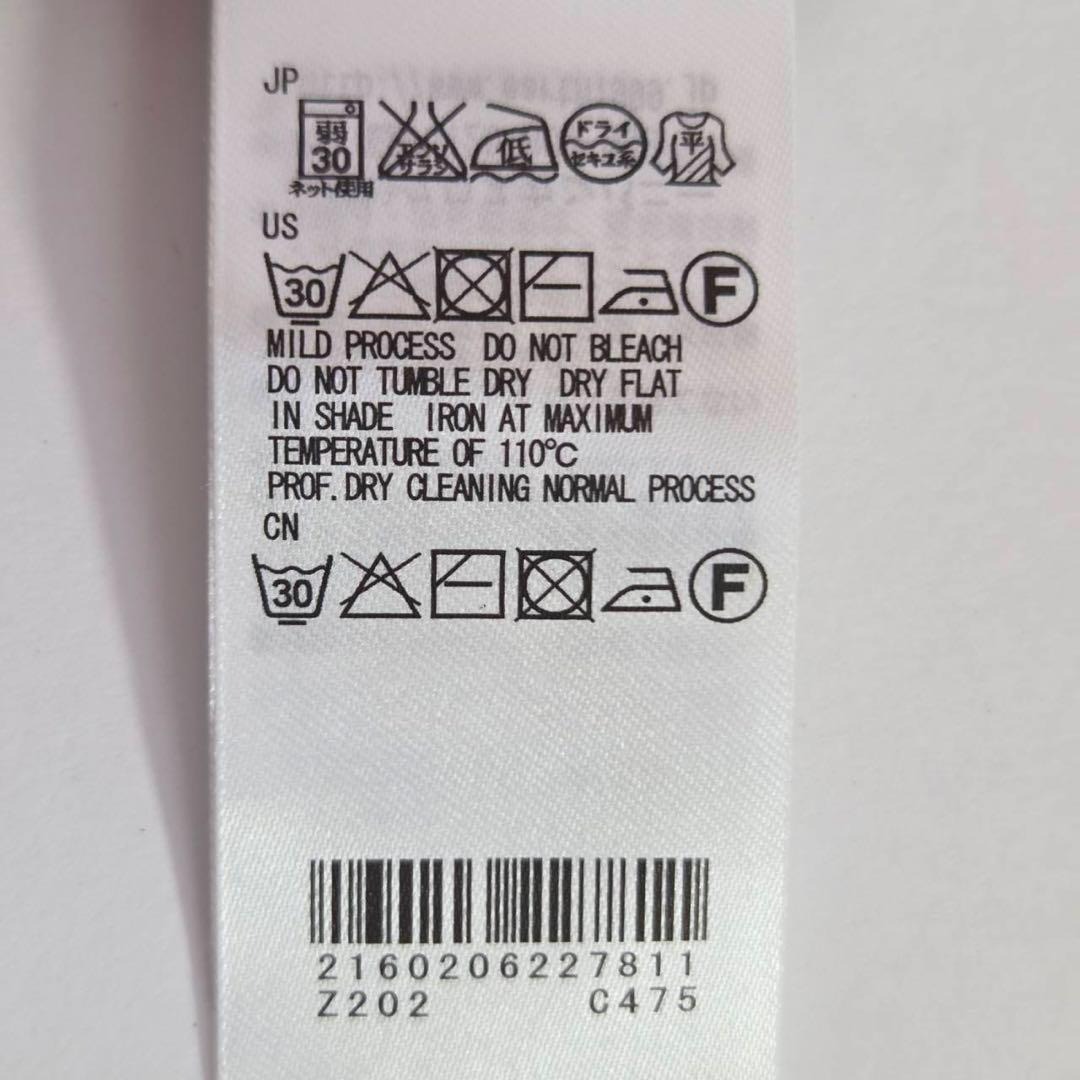 JP
弱
30
ネット使用
エンソ
サラシ
低
ドライ
セキユ系
平
US
30 F
MILD PROCESS DO NOT BLEACH
DO NOT TUMBLE DRY DRY FLAT
IN SHADE IRON AT MAXIMUM
TEMPERATURE OF 110℃
PROF. DRY CLEANING NORMAL PROCESS
CN
30 F
2160206227811
Z202 C475